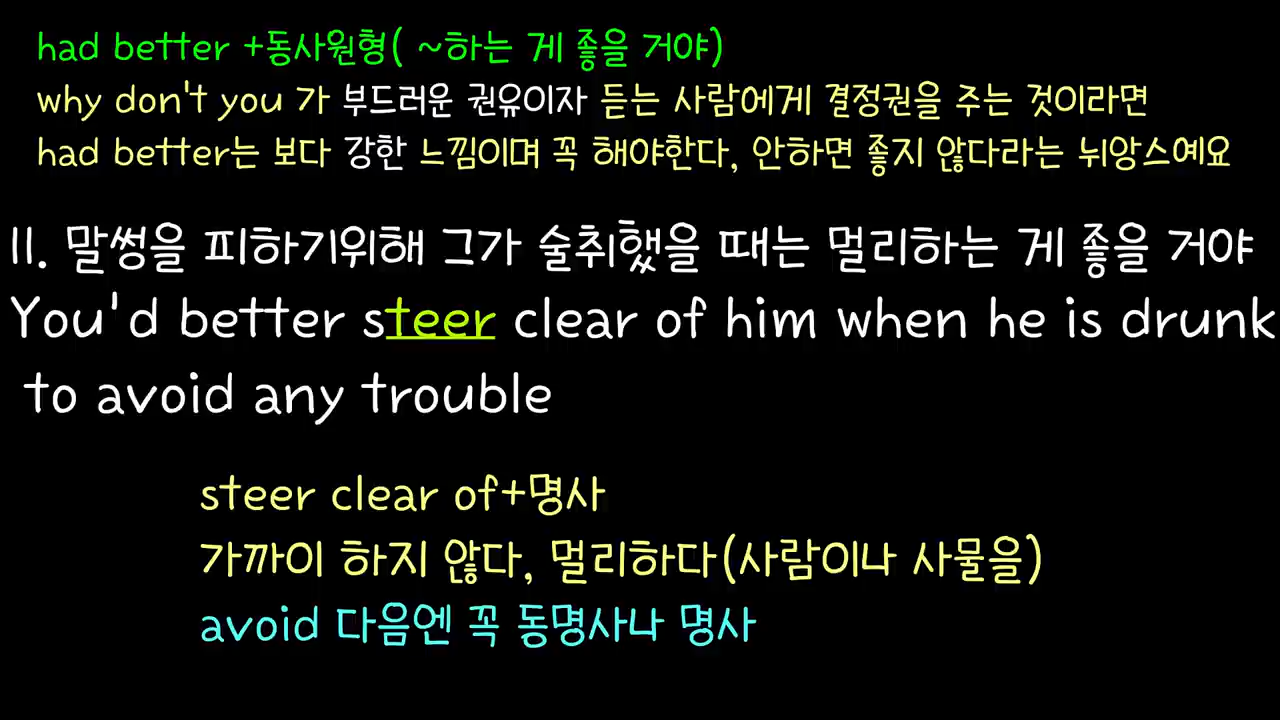 had better +동사원형( ~하는 게 좋을 거야)
why don't you 가 부드러운 권유이자 듣는 사람에게 결정권을 주는 것이라면
had better는 보다 강한 느낌이며 꼭 해야한다, 안하면 좋지 않다라는 뉘앙스예요
11. 말썽을 피하기위해 그가 술취했을 때는 멀리하는 게 좋을 거야
You'd better steer clear of him when he is drunk
to avoid any trouble
steer clear of+명사
가까이 하지 않다, 멀리하다(사람이나 사물을)
avoid 다음엔 꼭 동명사나 명사